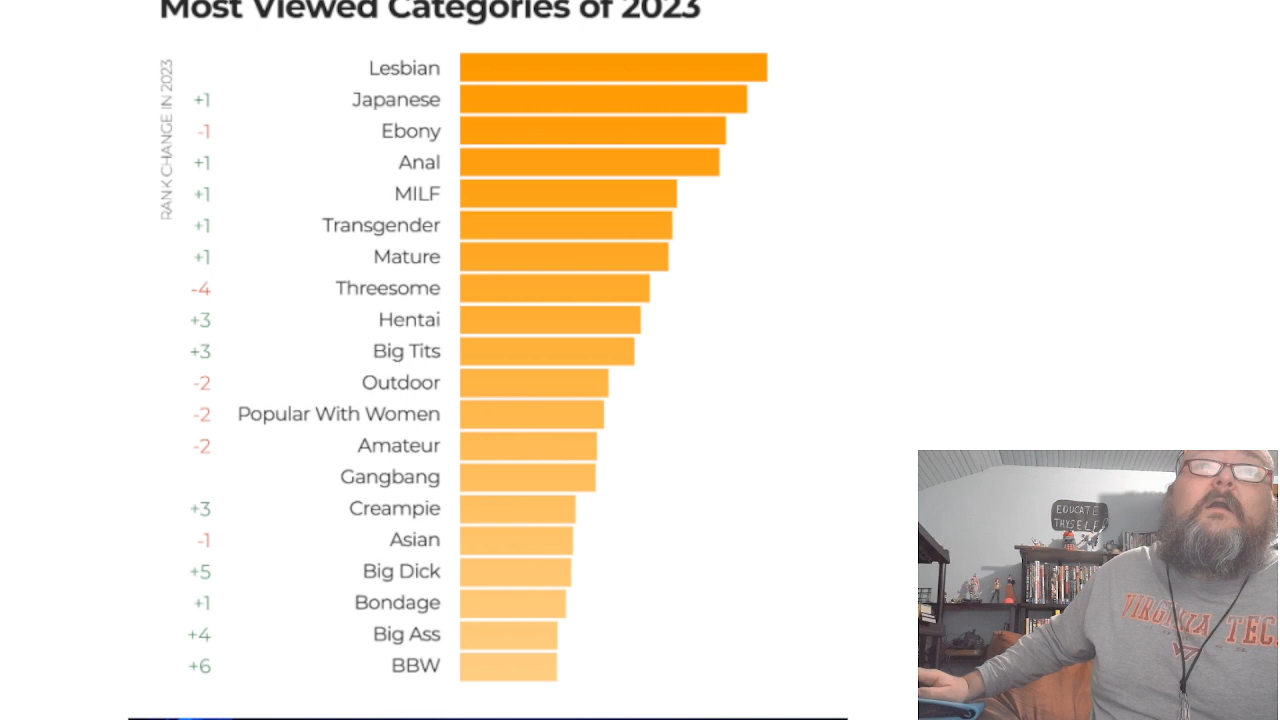 Most Viewed Categories of 2023
RANK CHANGE IN 2023
Lesbian
+1 Japanese
-1 Ebony
+1 Anal
+1 MILF
+1 Transgender
+1 Mature
-4 Threesome
+3 Hentai
+3 Big Tits
-2 Outdoor
-2 Popular With Women
-2 Amateur
Gangbang
+3 Creampie
-1 Asian
+5 Big Dick
+1 Bondage
+4 Big Ass
+6 BBW
EDUCATE
THYSELF
VIRGINIA TEC